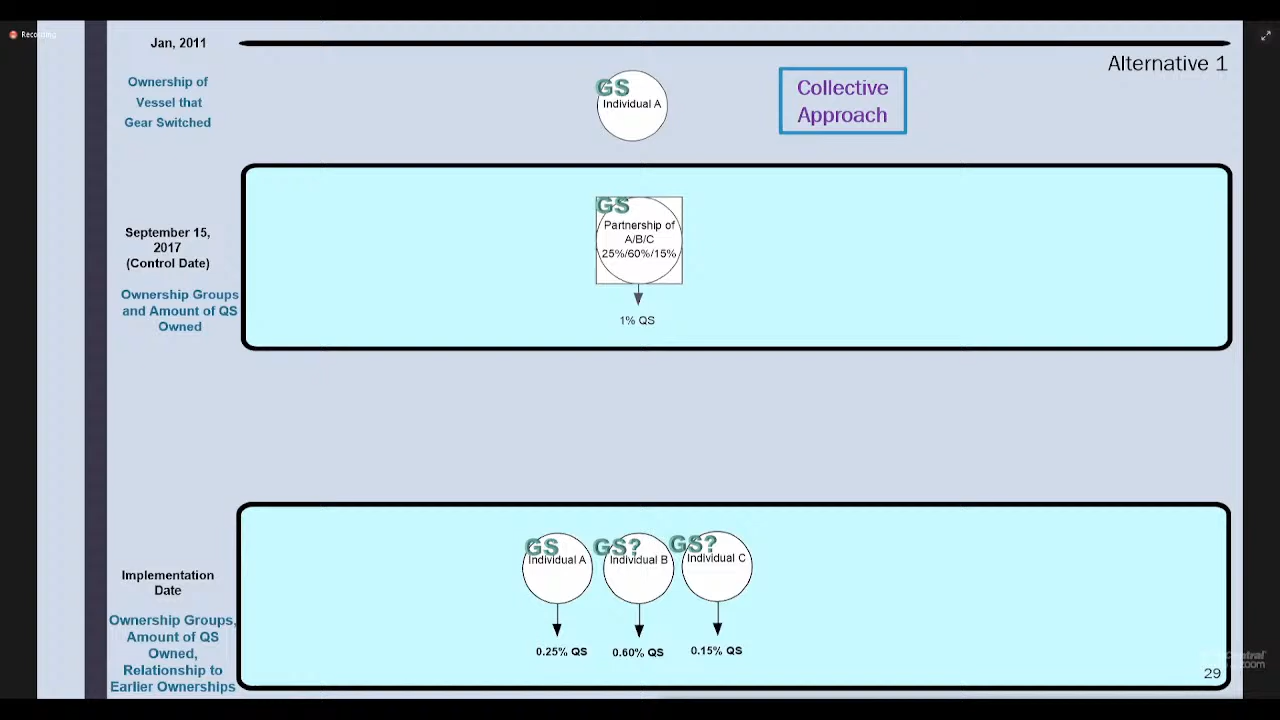 Recording
Jan, 2011
Alternative 1
Ownership of
Vessel that
Gear Switched
GS
Individual A
Collective
Approach
September 15,
2017
(Control Date)
Ownership Groups
and Amount of QS
Owned
GS
Partnership of
A/B/C
25%/60%/15%
1% QS
Implementation
Date
Ownership Groups,
Amount of QS
Owned,
Relationship to
Earlier Ownerships
GS
Individual A
0.25% QS
GS?
Individual B
0.60% QS
GS?
Individual C
0.15% QS
zoom
29